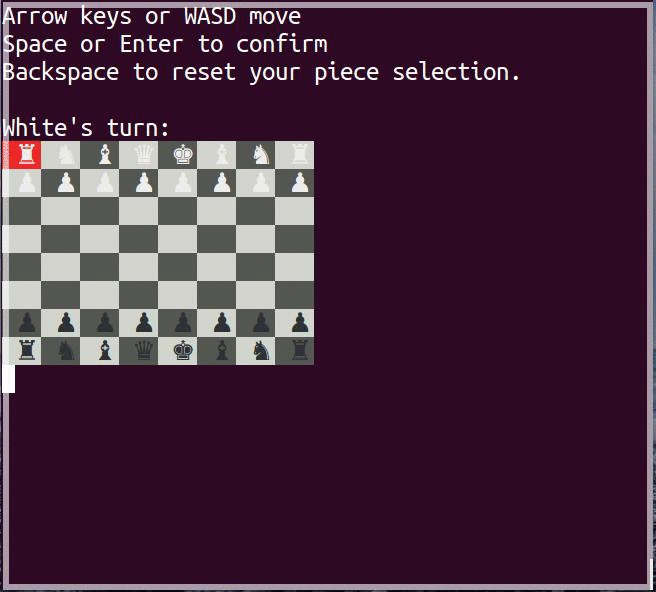 Arrow keys or WASD move
Space or Enter to confirm
Backspace to reset your piece selection.
White's turn: